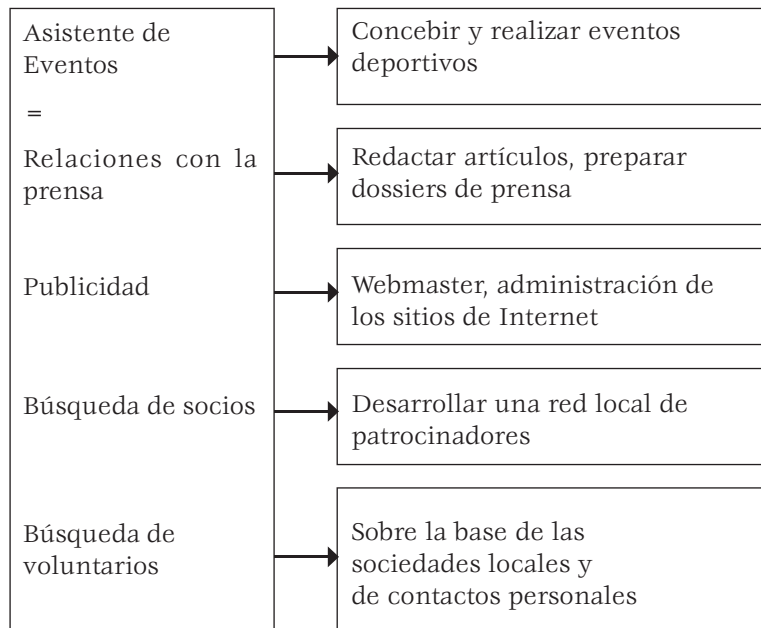 Asistente de
Eventos
Concebir y realizar eventos
deportivos
=
Relaciones con la
prensa
Redactar artículos, preparar
dossiers de prensa
Publicidad
Webmaster, administración de
los sitios de Internet
Búsqueda de socios
Desarrollar una red local de
patrocinadores
Búsqueda de
voluntarios
Sobre la base de las
sociedades locales y
de contactos personales